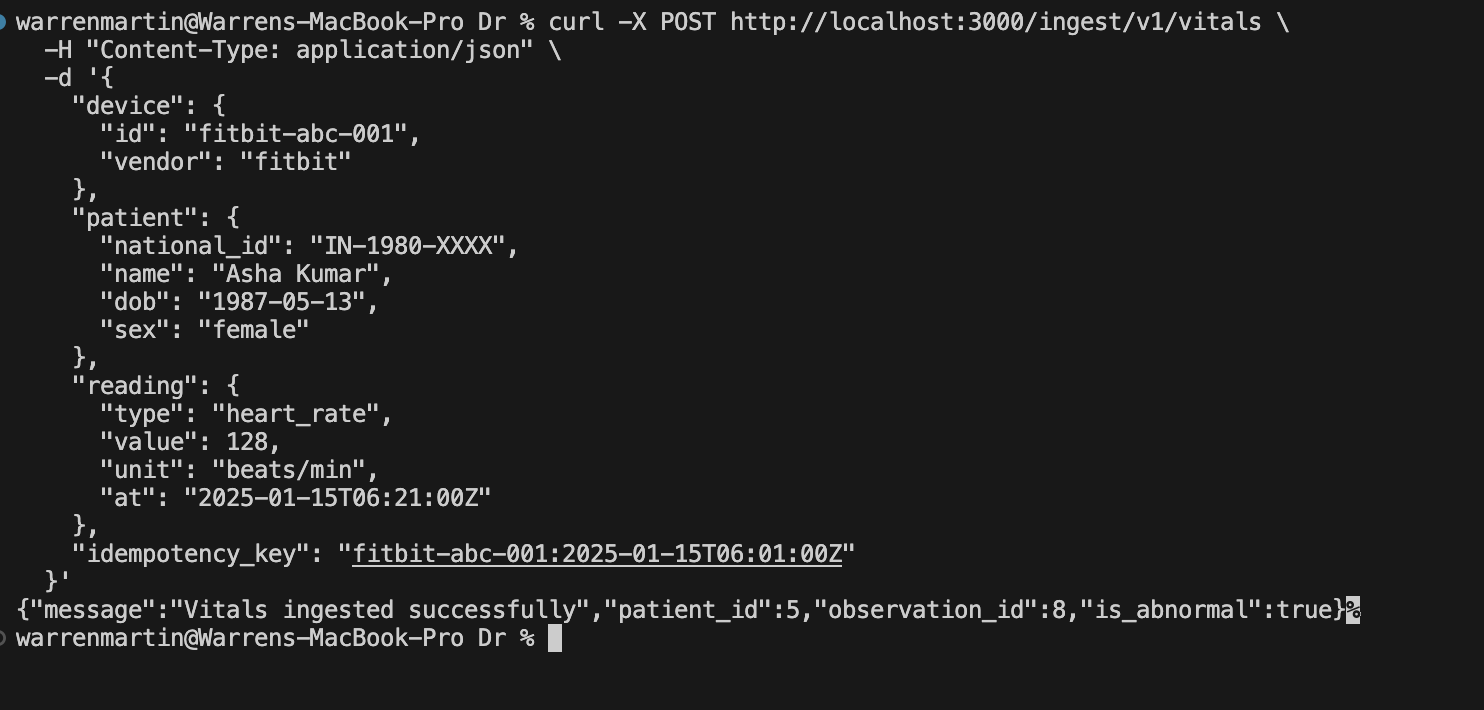 warrenmartin@Warrens-MacBook-Pro Dr % curl -X POST http://localhost:3000/ingest/v1/vitals \
  -H "Content-Type: application/json" \
  -d '{
    "device": {
      "id": "fitbit-abc-001",
      "vendor": "fitbit"
    },
    "patient": {
      "national_id": "IN-1980-XXXX",
      "name": "Asha Kumar",
      "dob": "1987-05-13",
      "sex": "female"
    },
    "reading": {
      "type": "heart_rate",
      "value": 128,
      "unit": "beats/min",
      "at": "2025-01-15T06:21:00Z"
    },
    "idempotency_key": "fitbit-abc-001:2025-01-15T06:01:00Z"
  }'
{"message":"Vitals ingested successfully","patient_id":5,"observation_id":8,"is_abnormal":true}%
warrenmartin@Warrens-MacBook-Pro Dr %